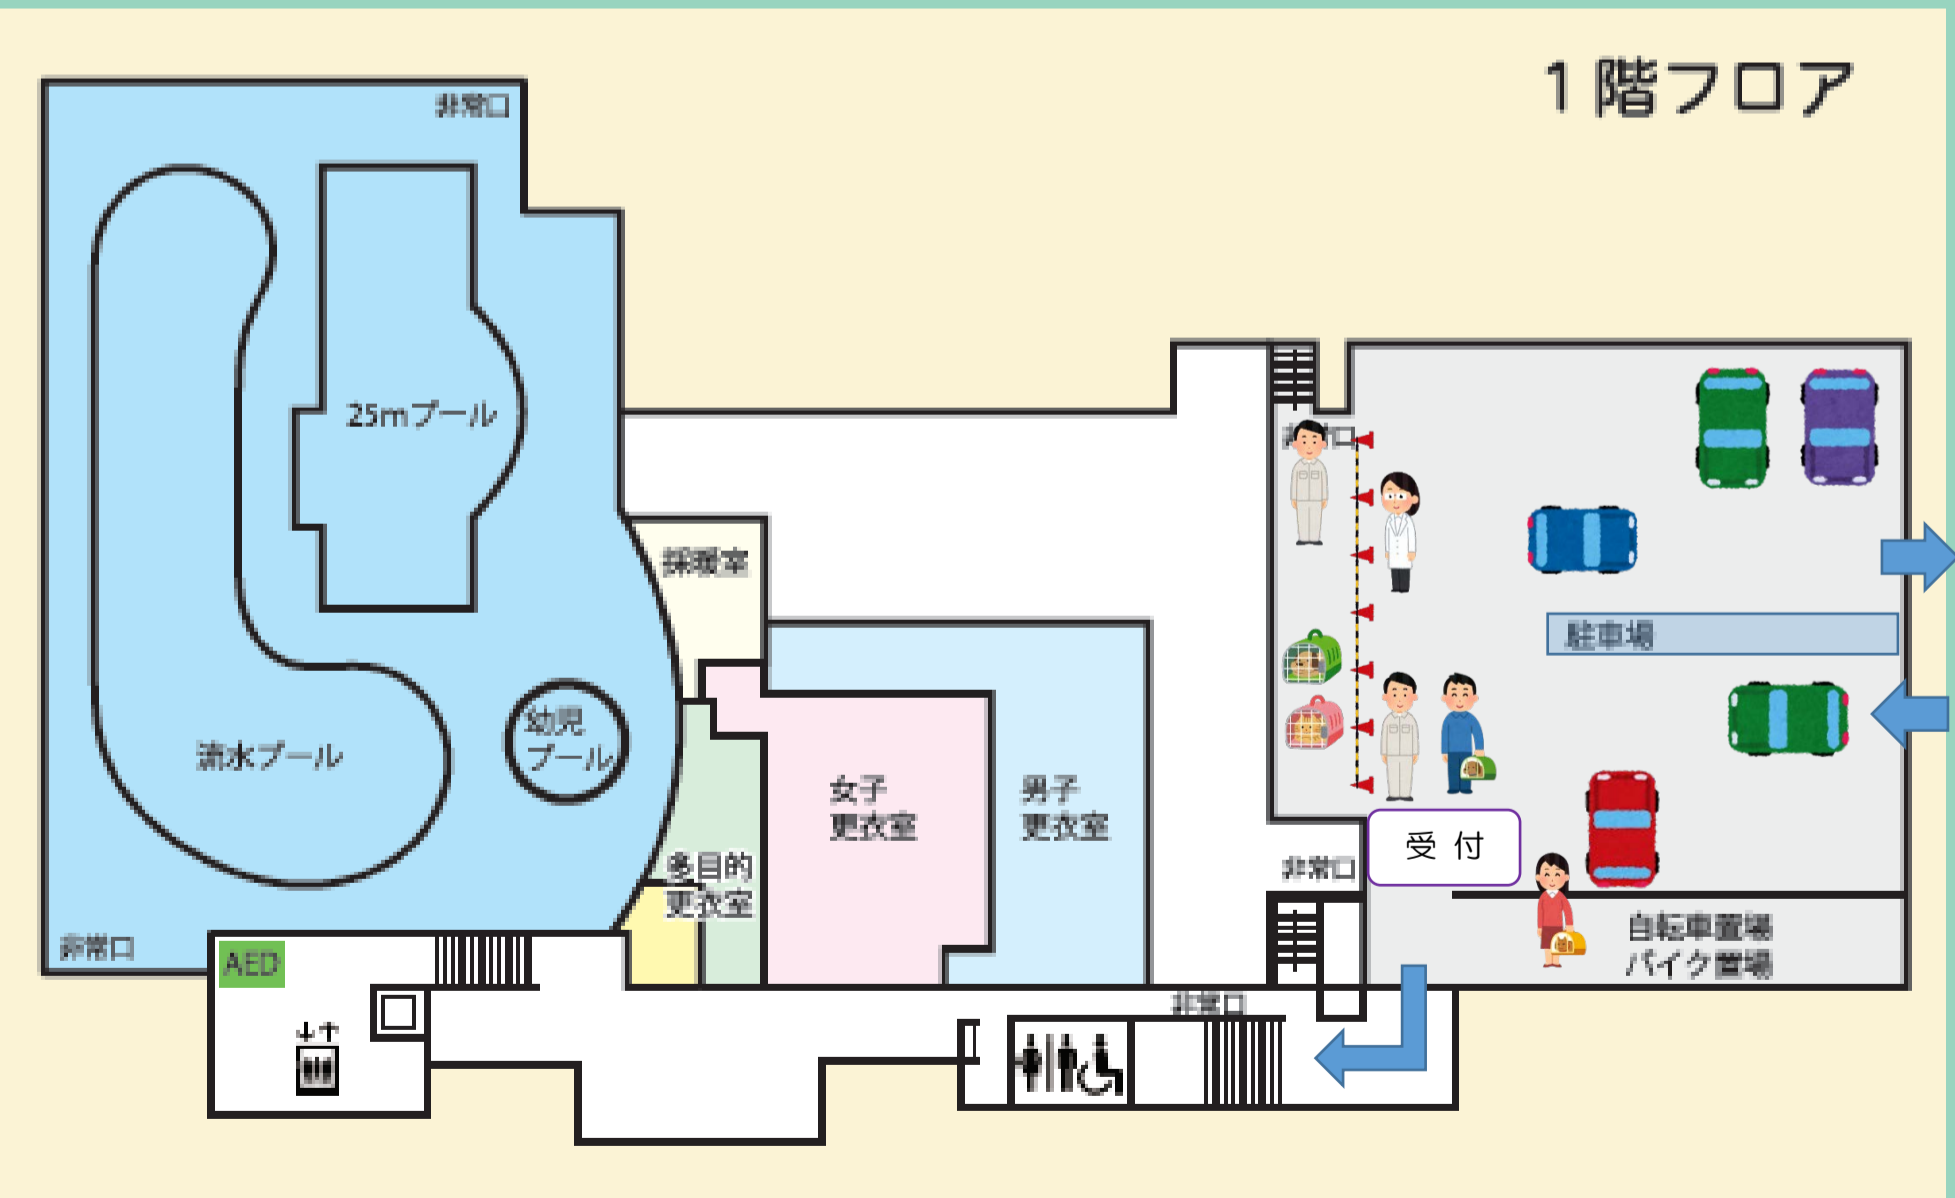 1階フロア
非常口
25mプール
流水プール
幼児
プール
非常口
AED
採暖室
多目的
更衣室
女子
更衣室
男子
更衣室
非常口
非常口
非常口
駐車場
受付
自転車置場
バイク置場